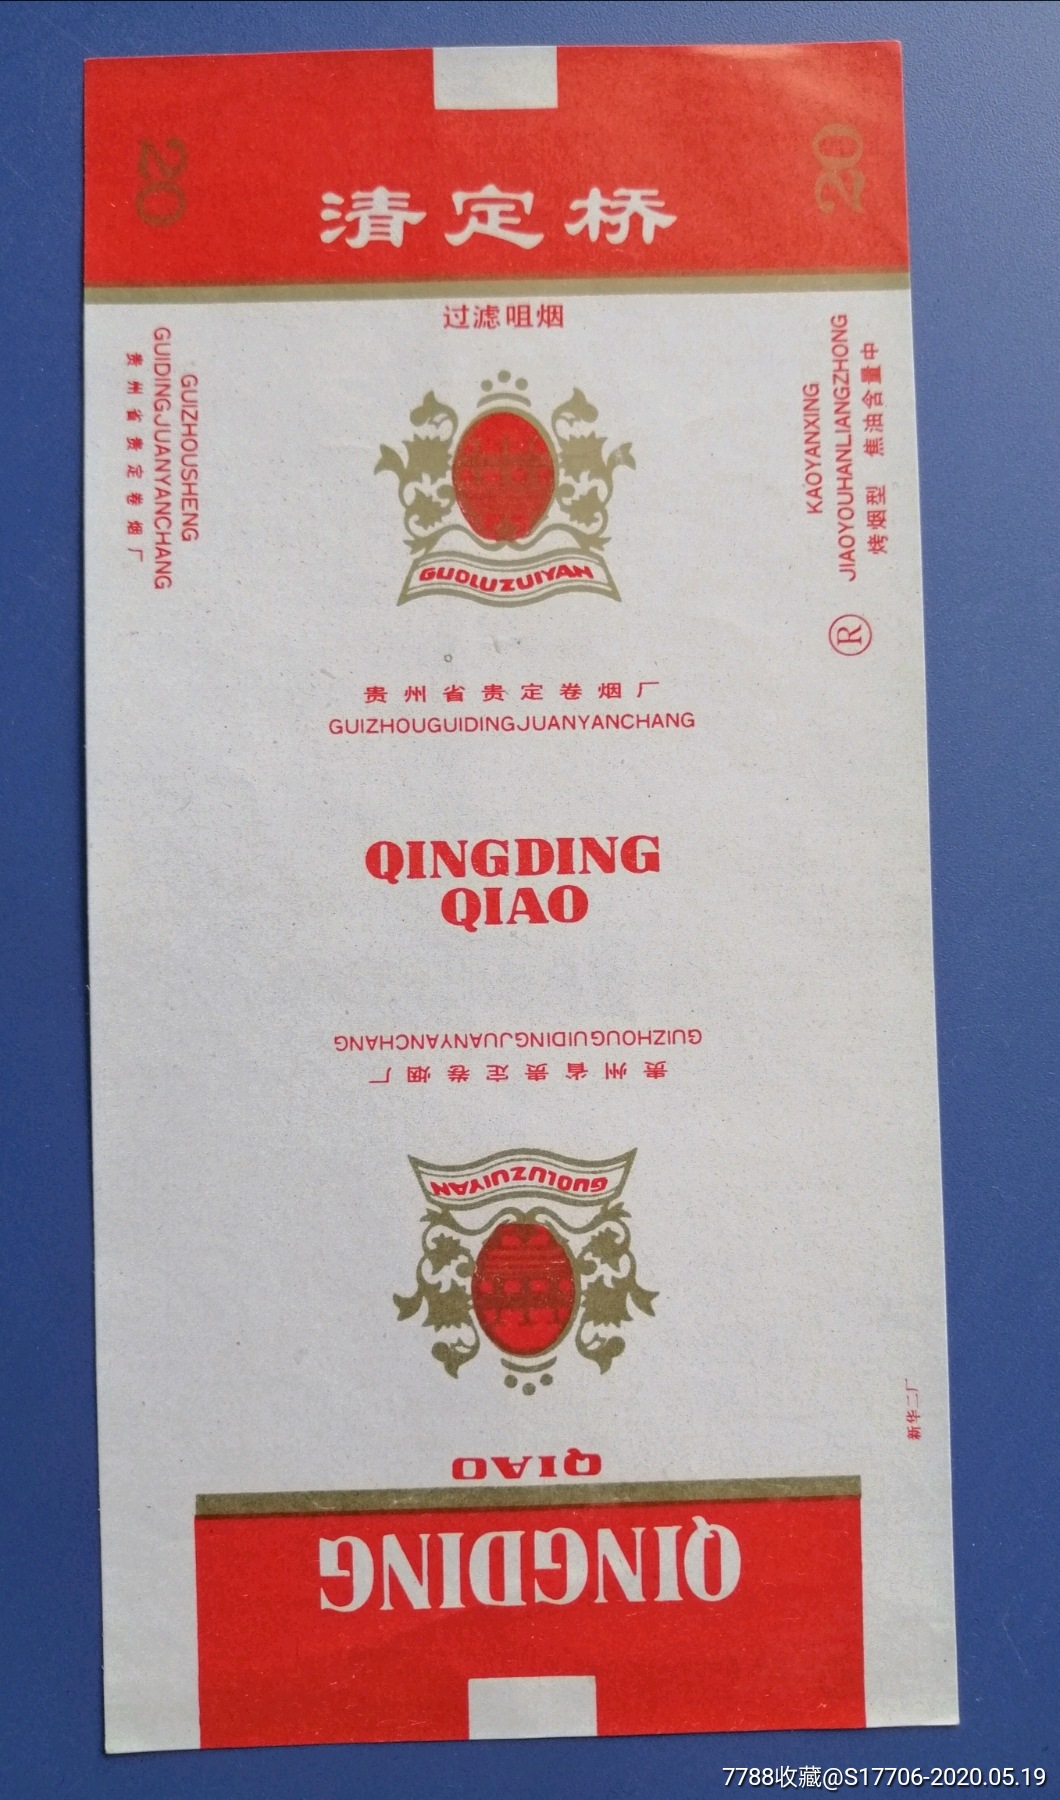 20
20
清定桥
过滤咀烟
GUIZHOUSHENG
GUIDINGJUANYANCHANG
贵州省贵定卷烟厂
KAOYANXING
JIAOYOUHANLIANGZHONG
烤烟型 焦油含量中
®
GUOLUZUIYAN
贵州省贵定卷烟厂
GUIZHOUGUIDINGJUANYANCHANG
QINGDING
QIAO
GUIZHOUGUIDINGJUANYANCHANG
贵州省贵定卷烟厂
GUOLUZUIYAN
新华二厂
QIAO
QINGDING
7788收藏@S17706-2020.05.19